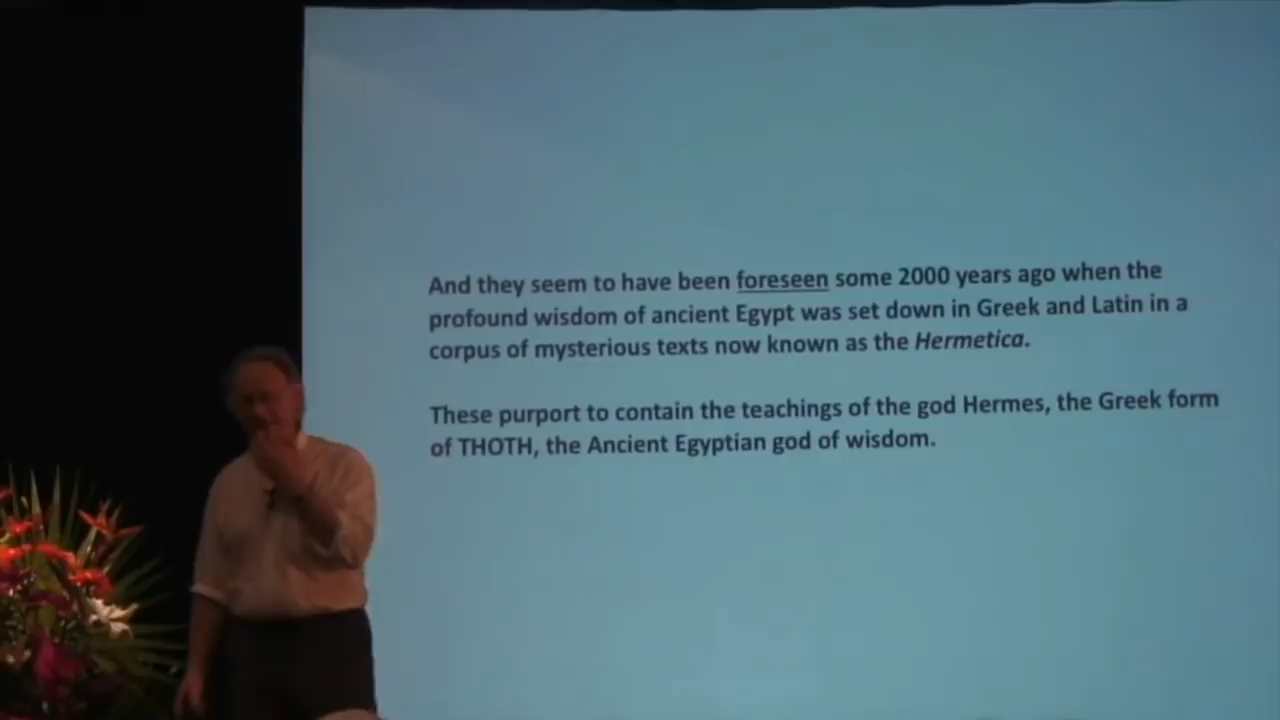 And they seem to have been foreseen some 2000 years ago when the
profound wisdom of ancient Egypt was set down in Greek and Latin in a
corpus of mysterious texts now known as the Hermetica.
These purport to contain the teachings of the god Hermes, the Greek form
of THOTH, the Ancient Egyptian god of wisdom.